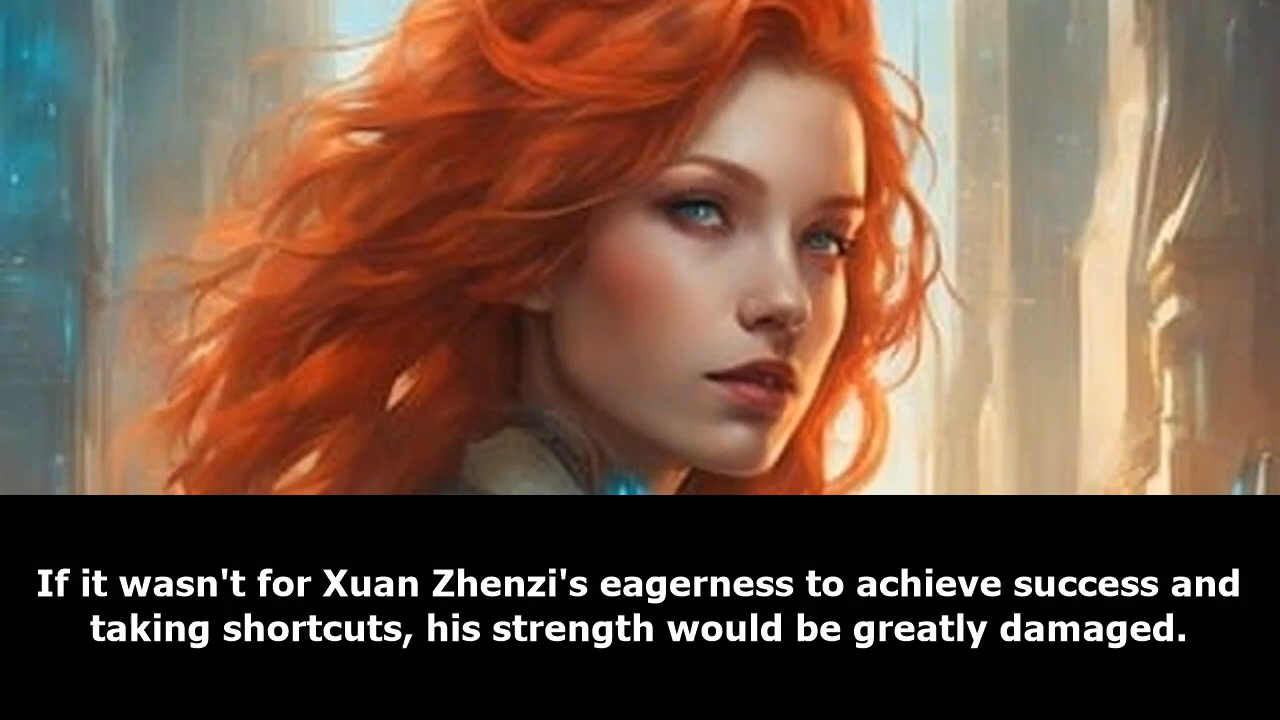 If it wasn't for Xuan Zhenzi's eagerness to achieve success and
taking shortcuts, his strength would be greatly damaged.